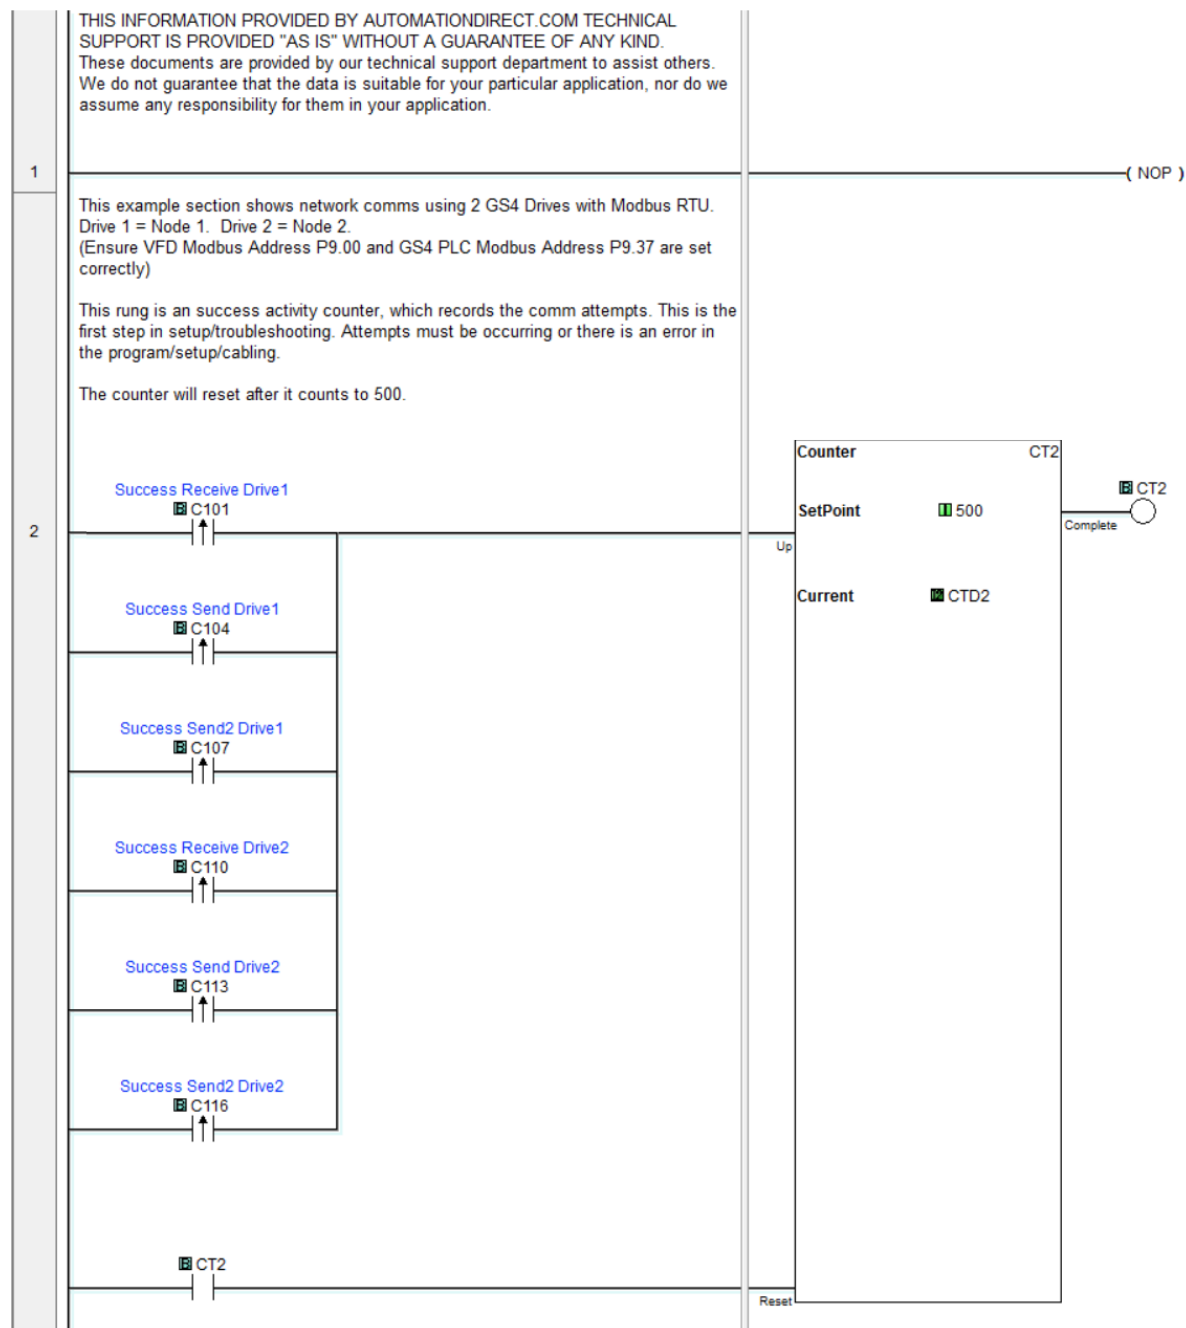 THIS INFORMATION PROVIDED BY AUTOMATIONDIRECT.COM TECHNICAL
SUPPORT IS PROVIDED "AS IS" WITHOUT A GUARANTEE OF ANY KIND.
These documents are provided by our technical support department to assist others.
We do not guarantee that the data is suitable for your particular application, nor do we
assume any responsibility for them in your application.
1
( NOP )
This example section shows network comms using 2 GS4 Drives with Modbus RTU.
Drive 1 = Node 1. Drive 2 = Node 2.
(Ensure VFD Modbus Address P9.00 and GS4 PLC Modbus Address P9.37 are set
correctly)
This rung is an success activity counter, which records the comm attempts. This is the
first step in setup/troubleshooting. Attempts must be occurring or there is an error in
the program/setup/cabling.
The counter will reset after it counts to 500.
Counter CT2
Success Receive Drive1
B C101
B CT2
SetPoint I 500
Complete
2
Up
Current CTD2
Success Send Drive1
B C104
Success Send2 Drive1
B C107
Success Receive Drive2
B C110
Success Send Drive2
B C113
Success Send2 Drive2
B C116
B CT2
Reset